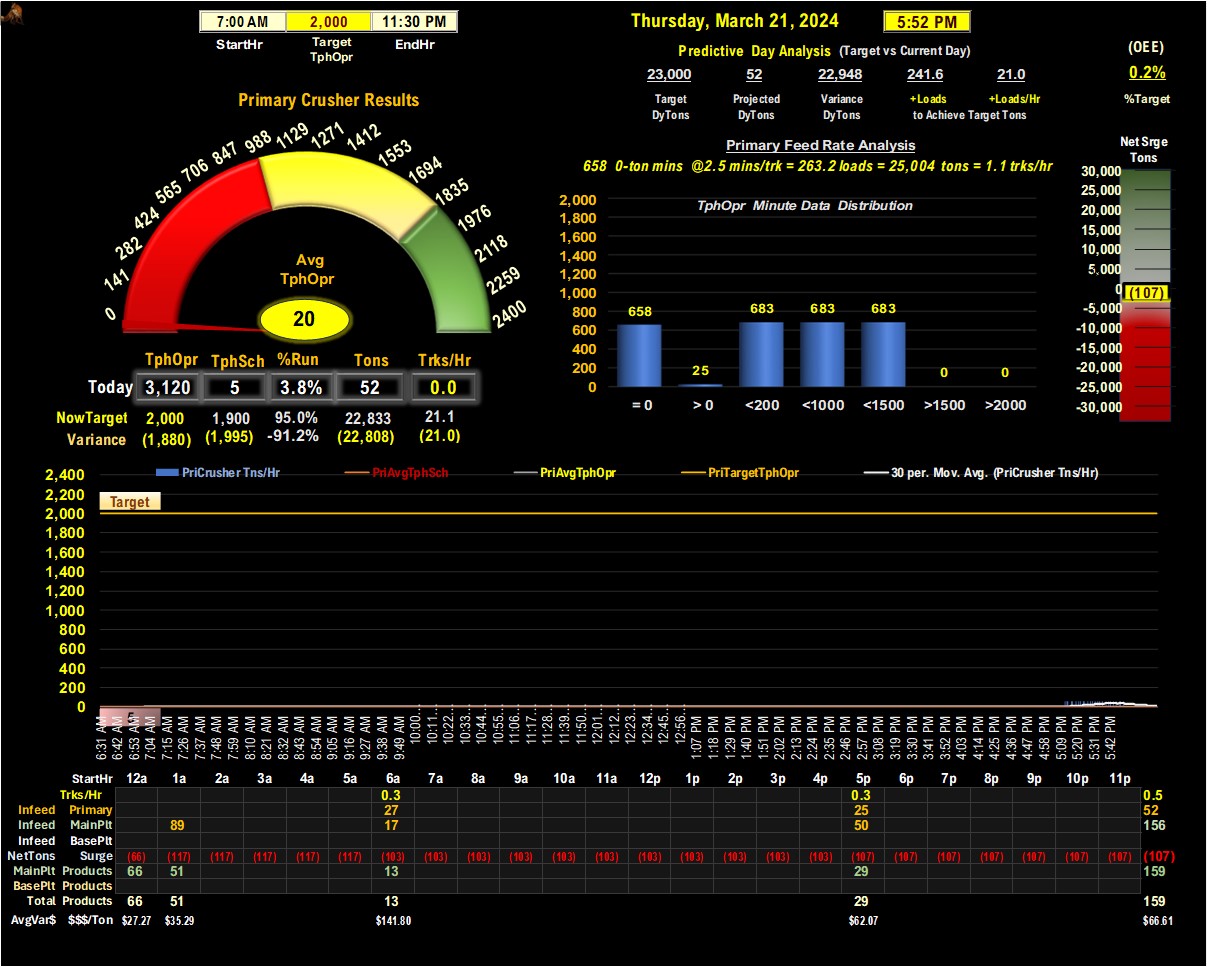 7:00 AM 2,000 11:30 PM
StartHr Target TphOpr EndHr
Thursday, March 21, 2024 5:52 PM
Predictive Day Analysis (Target vs Current Day)
(OEE)
0.2%
%Target
23,000 52 22,948 241.6 21.0
Target Projected Variance +Loads +Loads/Hr
DyTons DyTons DyTons to Achieve Target Tons
Primary Crusher Results
0 141 282 424 565 706 847 988 1129 1271 1412 1553 1694 1835 1976 2118 2259 2400
Avg
TphOpr
20
TphOpr TphSch %Run Tons Trks/Hr
Today 3,120 5 3.8% 52 0.0
NowTarget 2,000 1,900 95.0% 22,833 21.1
Variance (1,880) (1,995) -91.2% (22,808) (21.0)
Primary Feed Rate Analysis
658 0-ton mins @2.5 mins/trk = 263.2 loads = 25,004 tons = 1.1 trks/hr
TphOpr Minute Data Distribution
2,000
1,800
1,600
1,400
1,200
1,000
800
600
400
200
0
658 25 683 683 683 0 0
= 0 > 0 <200 <1000 <1500 >1500 >2000
Net Srge
Tons
30,000
25,000
20,000
15,000
10,000
5,000
0
(107)
-5,000
-10,000
-15,000
-20,000
-25,000
-30,000
PriCrusher Tns/Hr PriAvgTphSch PriAvgTphOpr PriTargetTphOpr 30 per. Mov. Avg. (PriCrusher Tns/Hr)
2,400
2,200
Target
2,000
1,800
1,600
1,400
1,200
1,000
800
600
400
200
0
5
6:31 AM 6:42 AM 6:53 AM 7:04 AM 7:15 AM 7:26 AM 7:37 AM 7:48 AM 7:59 AM 8:10 AM 8:21 AM 8:32 AM 8:43 AM 8:54 AM 9:05 AM 9:16 AM 9:27 AM 9:38 AM 9:49 AM 10:00… 10:11… 10:22… 10:33… 10:44… 10:55… 11:06… 11:17… 11:28… 11:39… 11:50… 12:01… 12:12… 12:23… 12:34… 12:45… 12:56… 1:07 PM 1:18 PM 1:29 PM 1:40 PM 1:51 PM 2:02 PM 2:13 PM 2:24 PM 2:35 PM 2:46 PM 2:57 PM 3:08 PM 3:19 PM 3:30 PM 3:41 PM 3:52 PM 4:03 PM 4:14 PM 4:25 PM 4:36 PM 4:47 PM 4:58 PM 5:09 PM 5:20 PM 5:31 PM 5:42 PM
StartHr 12a 1a 2a 3a 4a 5a 6a 7a 8a 9a 10a 11a 12p 1p 2p 3p 4p 5p 6p 7p 8p 9p 10p 11p
Trks/Hr 0.3 0.3 0.5
Infeed Primary 27 25 52
Infeed MainPlt 89 17 50 156
Infeed BasePlt
NetTons Surge (66) (117) (117) (117) (117) (117) (103) (103) (103) (103) (103) (103) (103) (103) (103) (103) (103) (107) (107) (107) (107) (107) (107) (107) (107)
MainPlt Products 66 51 13 29 159
BasePlt Products
Total Products 66 51 13 29 159
AvgVar$ $$$/Ton $27.27 $35.29 $141.80 $62.07 $66.61